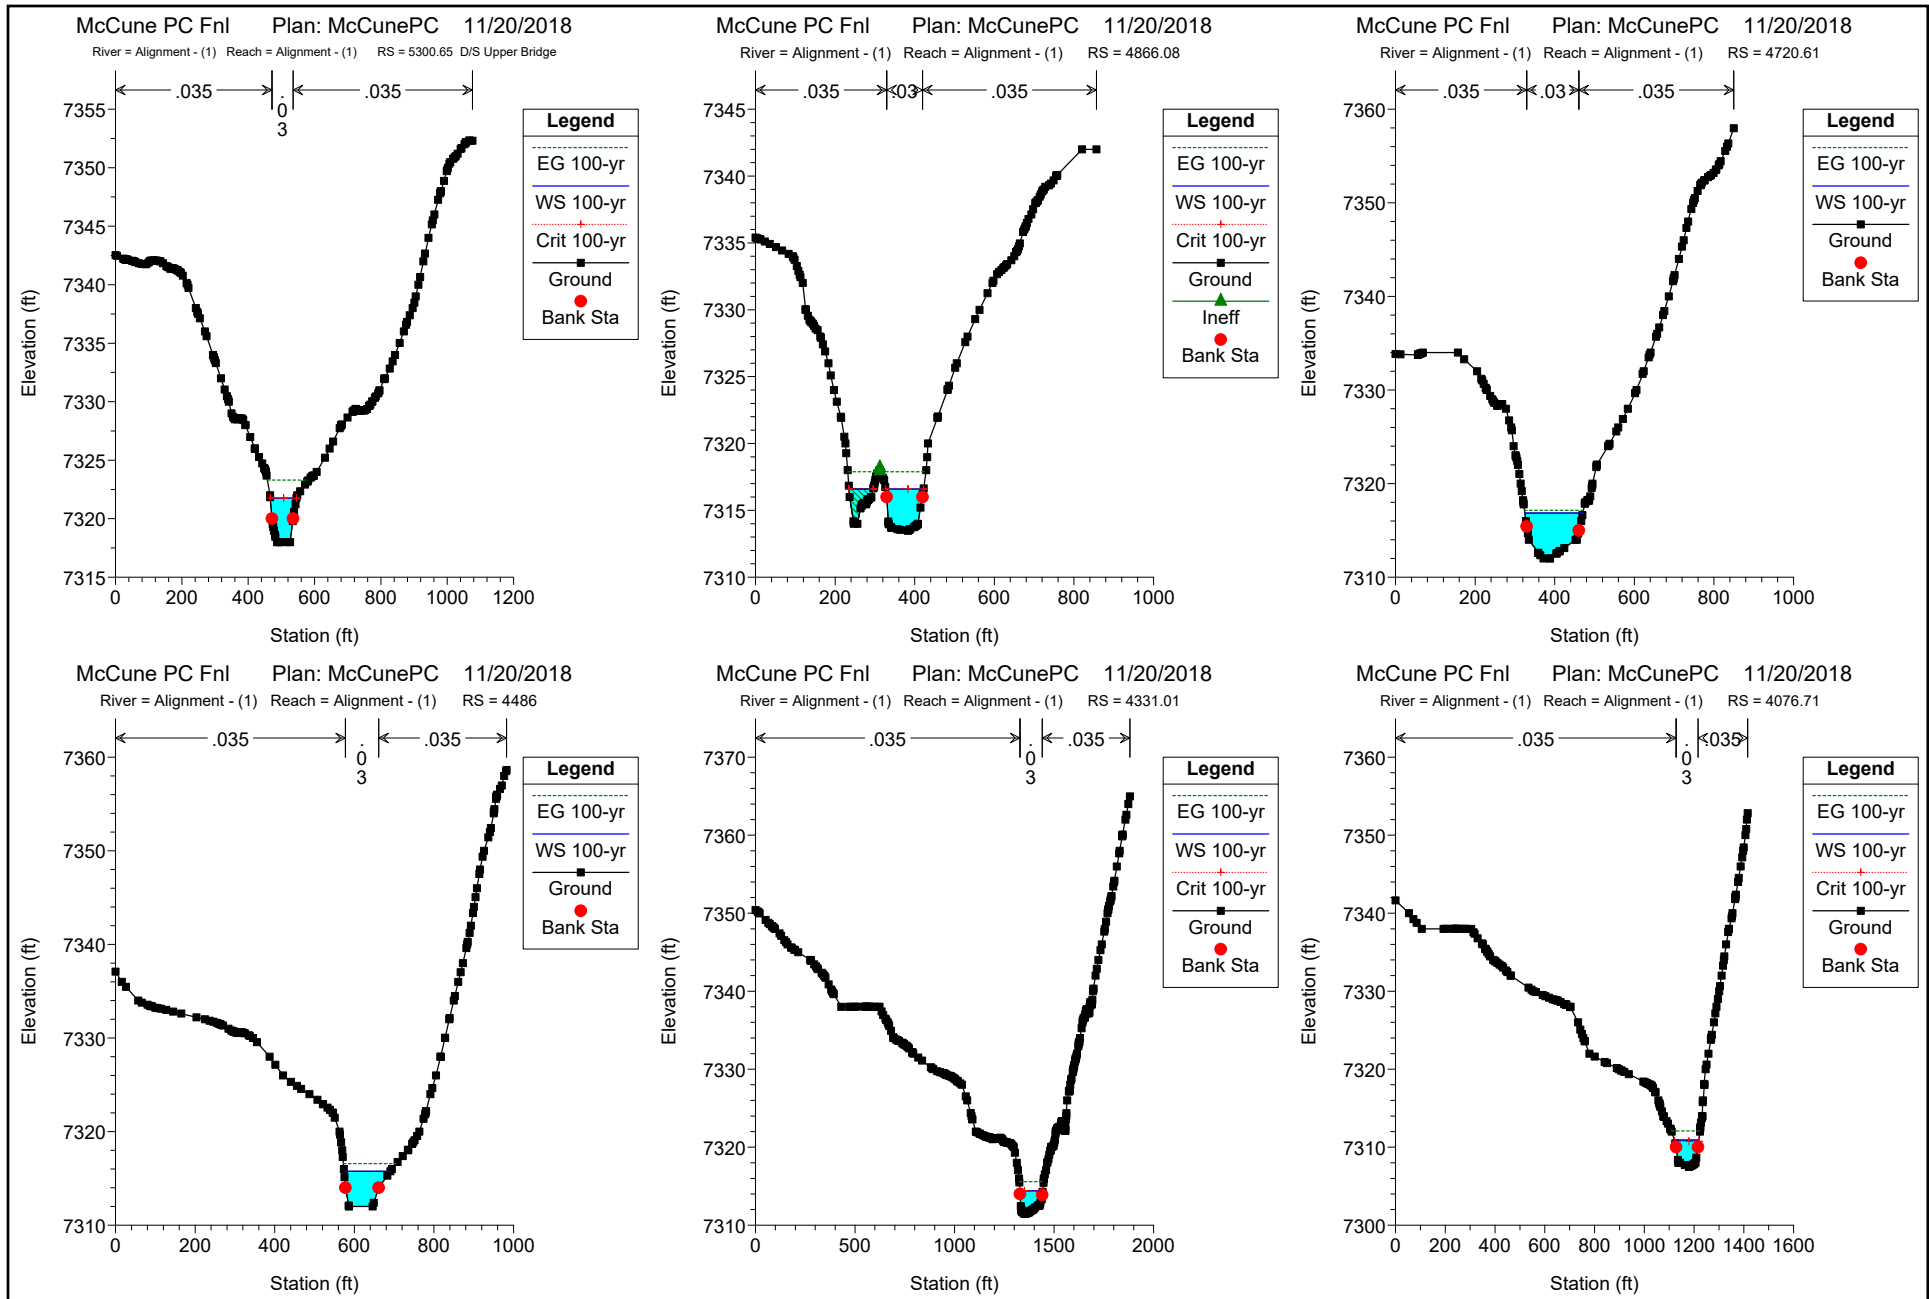 McCune PC Fnl Plan: McCunePC 11/20/2018
River = Alignment - (1) Reach = Alignment - (1) RS = 5300.65 D/S Upper Bridge
.035 .03 .035
Elevation (ft)
7355
7350
7345
7340
7335
7330
7325
7320
7315
0 200 400 600 800 1000 1200
Station (ft)
Legend
EG 100-yr
WS 100-yr
Crit 100-yr
Ground
Bank Sta
McCune PC Fnl Plan: McCunePC 11/20/2018
River = Alignment - (1) Reach = Alignment - (1) RS = 4866.08
.035 .03 .035
Elevation (ft)
7345
7340
7335
7330
7325
7320
7315
7310
0 200 400 600 800 1000
Station (ft)
Legend
EG 100-yr
WS 100-yr
Crit 100-yr
Ground
Ineff
Bank Sta
McCune PC Fnl Plan: McCunePC 11/20/2018
River = Alignment - (1) Reach = Alignment - (1) RS = 4720.61
.035 .03 .035
Elevation (ft)
7360
7350
7340
7330
7320
7310
0 200 400 600 800 1000
Station (ft)
Legend
EG 100-yr
WS 100-yr
Ground
Bank Sta
McCune PC Fnl Plan: McCunePC 11/20/2018
River = Alignment - (1) Reach = Alignment - (1) RS = 4486
.035 .03 .035
Elevation (ft)
7360
7350
7340
7330
7320
7310
0 200 400 600 800 1000
Station (ft)
Legend
EG 100-yr
WS 100-yr
Ground
Bank Sta
McCune PC Fnl Plan: McCunePC 11/20/2018
River = Alignment - (1) Reach = Alignment - (1) RS = 4331.01
.035 .03 .035
Elevation (ft)
7370
7360
7350
7340
7330
7320
7310
0 500 1000 1500 2000
Station (ft)
Legend
EG 100-yr
WS 100-yr
Crit 100-yr
Ground
Bank Sta
McCune PC Fnl Plan: McCunePC 11/20/2018
River = Alignment - (1) Reach = Alignment - (1) RS = 4076.71
.035 .03 .035
Elevation (ft)
7360
7350
7340
7330
7320
7310
7300
0 200 400 600 800 1000 1200 1400 1600
Station (ft)
Legend
EG 100-yr
WS 100-yr
Crit 100-yr
Ground
Bank Sta